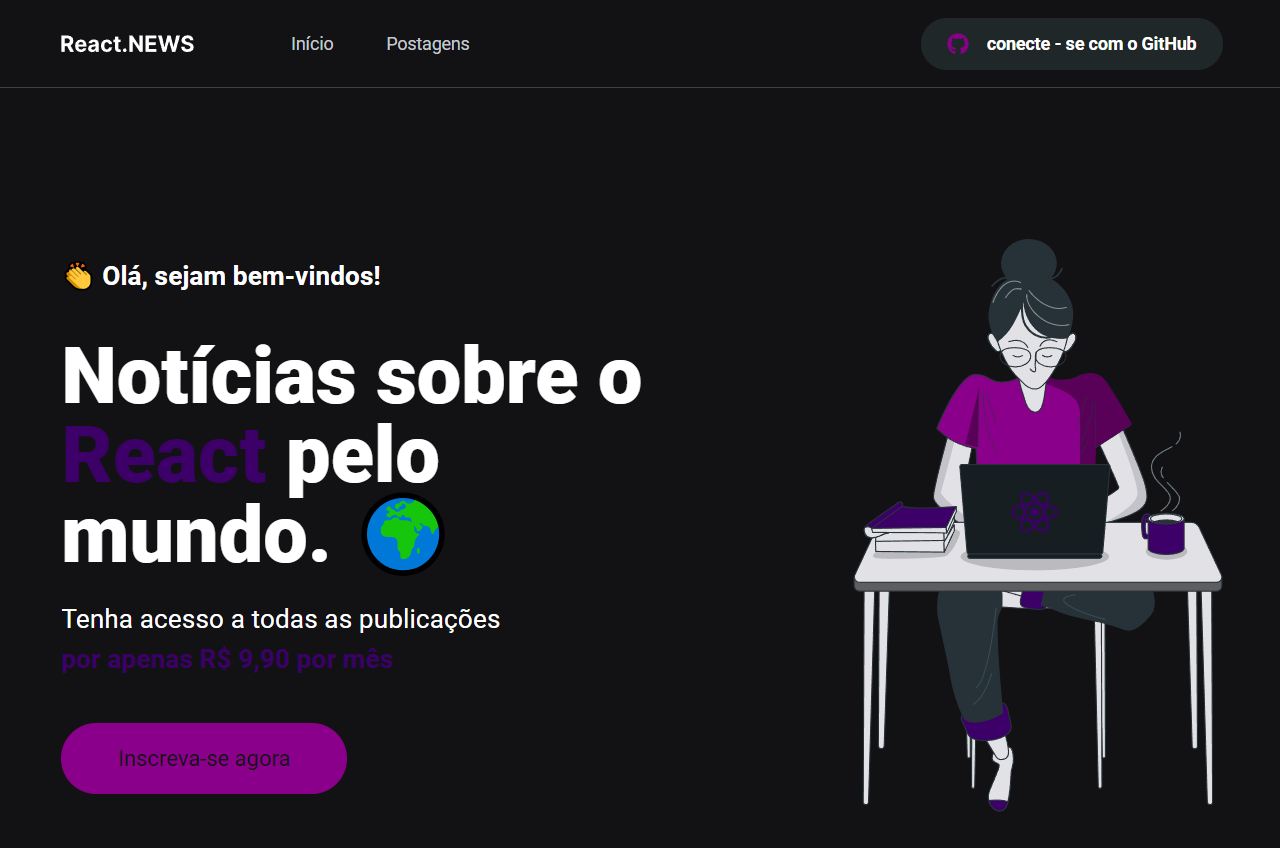 React.NEWS
Início
Postagens
conecte - se com o GitHub
👏 Olá, sejam bem-vindos!
Notícias sobre o
React pelo
mundo. 🌍
Tenha acesso a todas as publicações
por apenas R$ 9,90 por mês
Inscreva-se agora